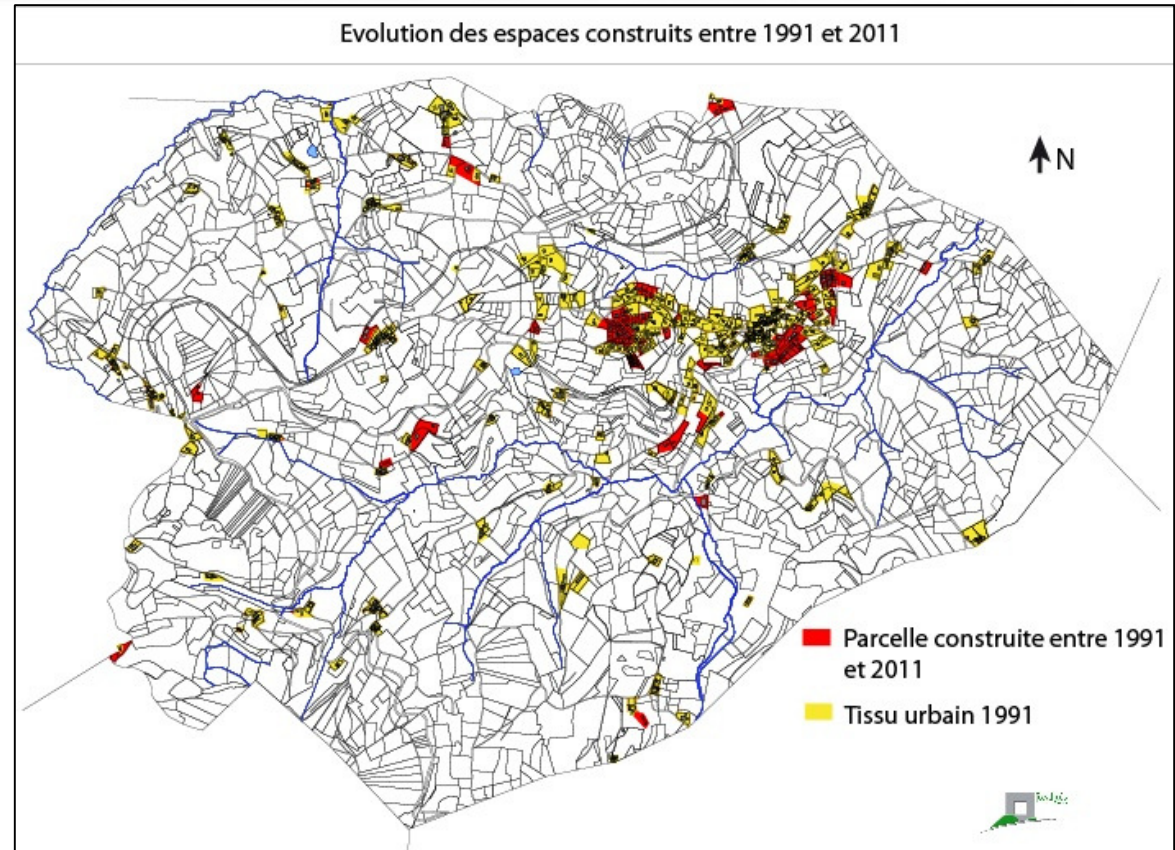 Evolution des espaces construits entre 1991 et 2011
N
Parcelle construite entre 1991
et 2011
Tissu urbain 1991